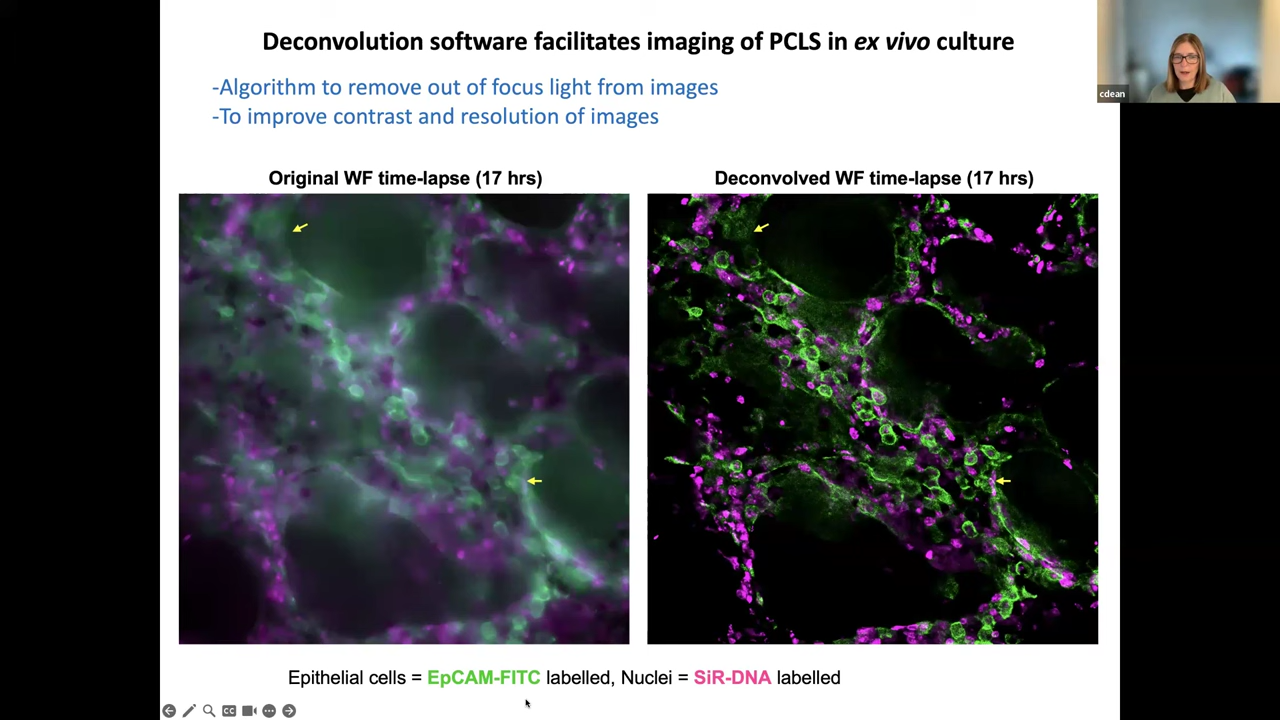 Deconvolution software facilitates imaging of PCLS in ex vivo culture
-Algorithm to remove out of focus light from images
-To improve contrast and resolution of images
cdean
Original WF time-lapse (17 hrs)
Deconvolved WF time-lapse (17 hrs)
Epithelial cells = EpCAM-FITC labelled, Nuclei = SiR-DNA labelled
CC